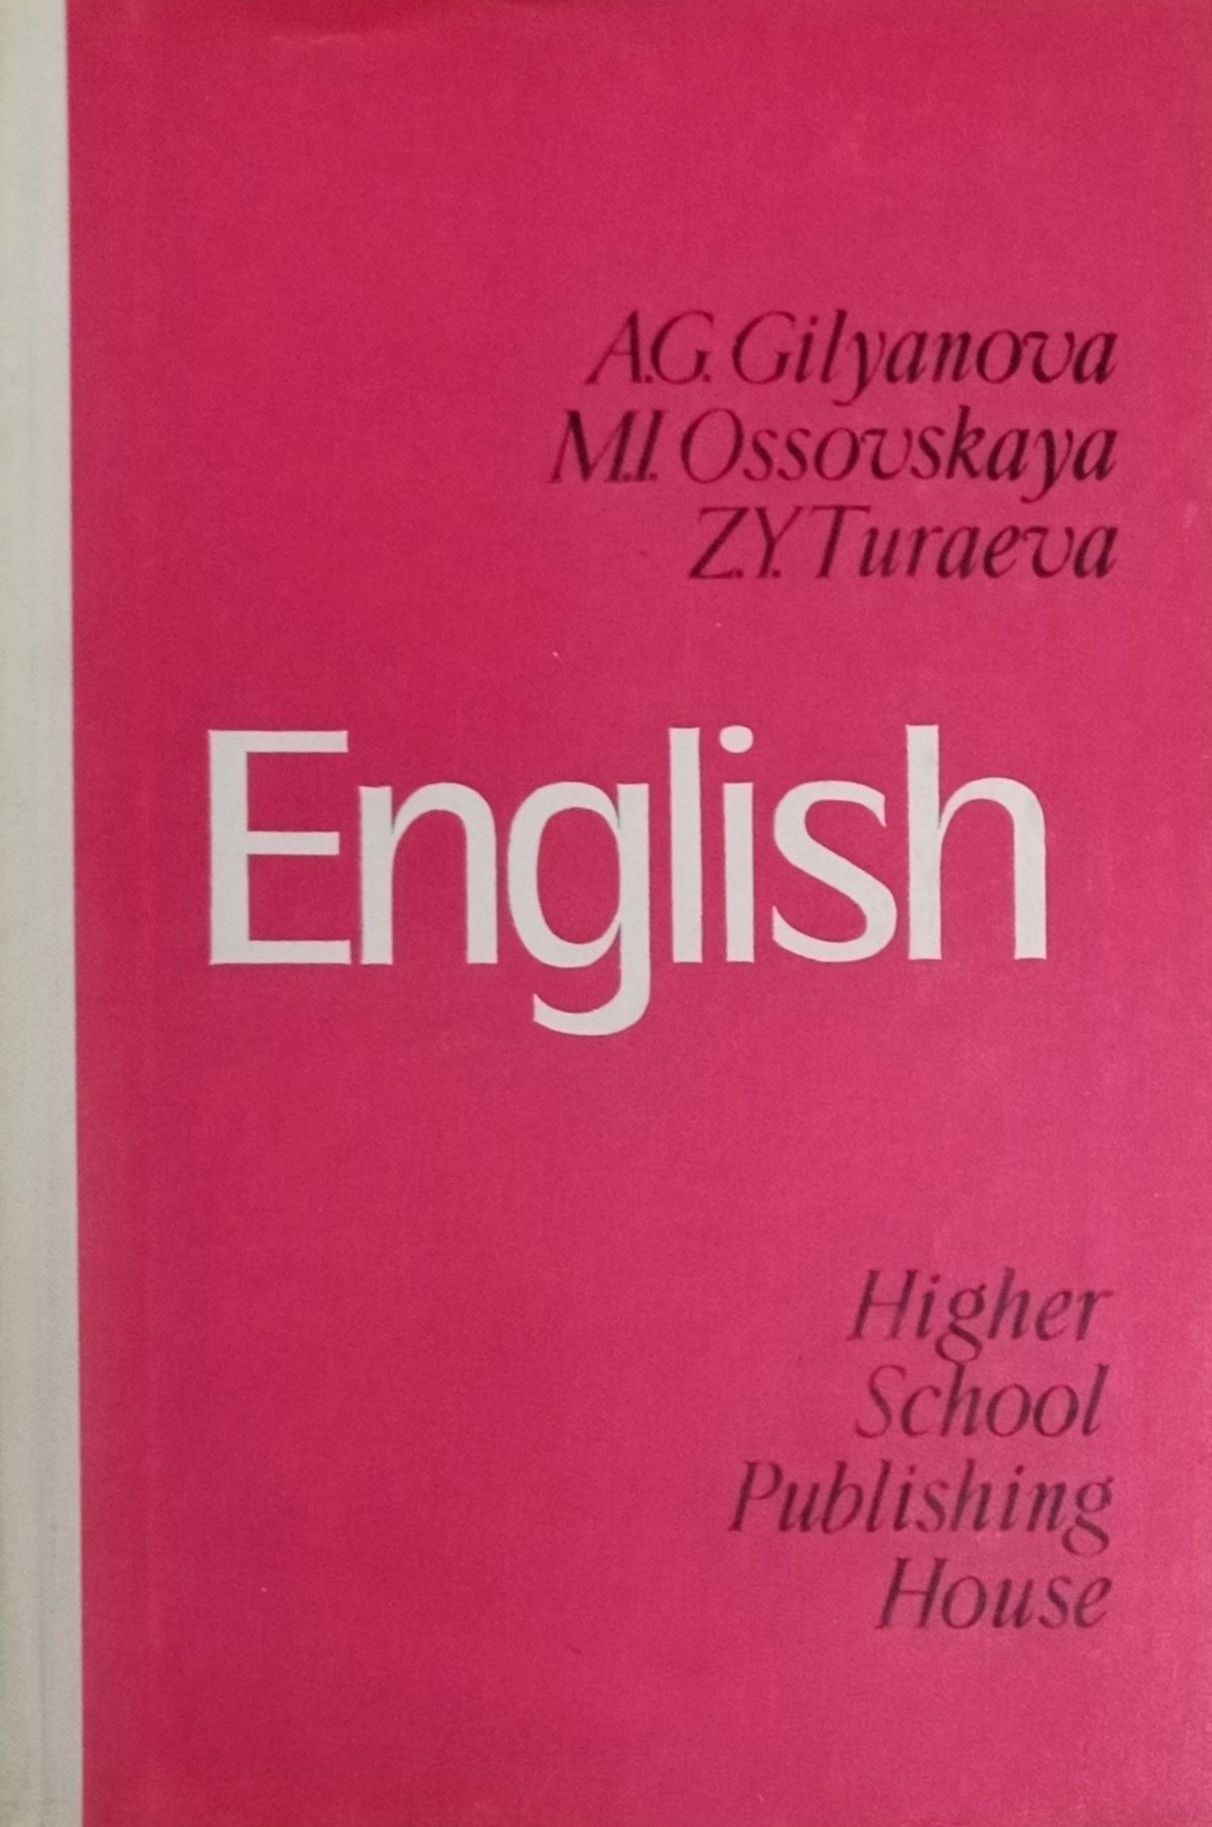 A.G. Gilyanova
M.I. Ossovskaya
Z.Y. Turaeva
English
Higher
School
Publishing
House